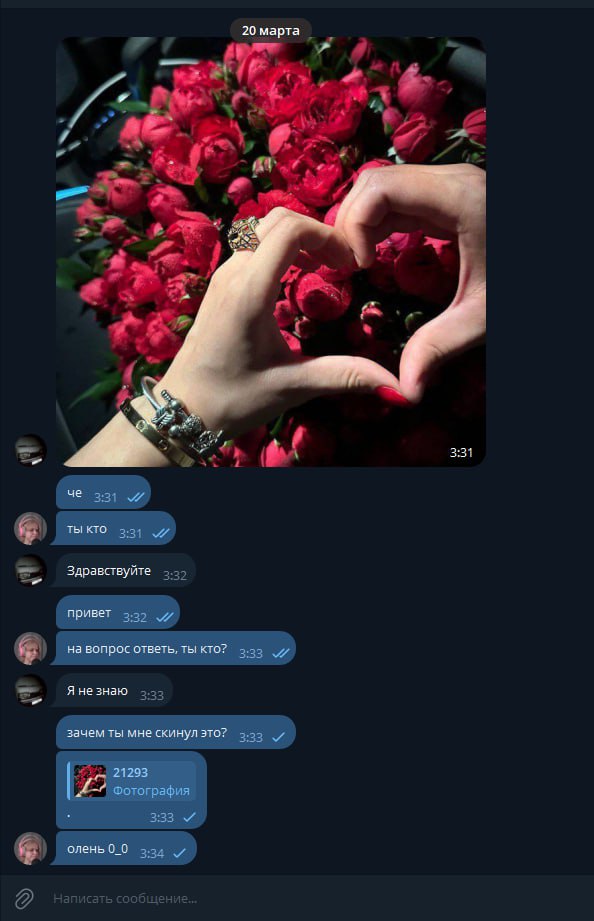 20 марта
3:31
че 3:31
ты кто 3:31
Здравствуйте 3:32
привет 3:32
на вопрос ответь, ты кто? 3:33
Я не знаю 3:33
зачем ты мне скинул это? 3:33
21293
Фотография
. 3:33
олень 0_0 3:34
Написать сообщение...